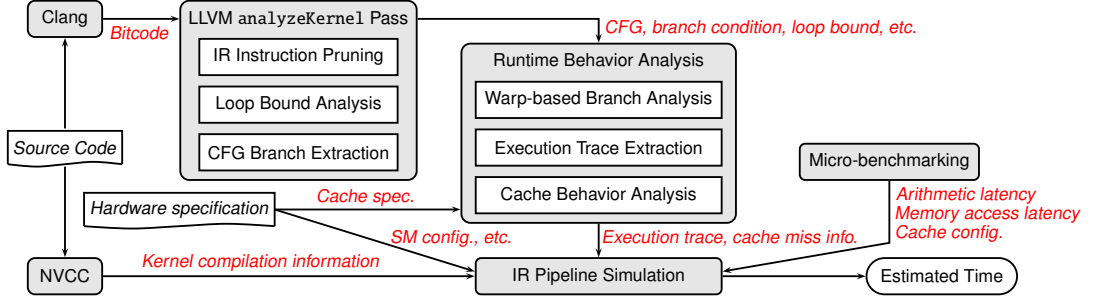 Clang
Bitcode
LLVM analyzeKernel Pass
IR Instruction Pruning
Loop Bound Analysis
CFG Branch Extraction
CFG, branch condition, loop bound, etc.
Runtime Behavior Analysis
Warp-based Branch Analysis
Execution Trace Extraction
Cache Behavior Analysis
Source Code
Hardware specification
Cache spec.
SM config., etc.
Execution trace, cache miss info.
Micro-benchmarking
Arithmetic latency
Memory access latency
Cache config.
NVCC
Kernel compilation information
IR Pipeline Simulation
Estimated Time